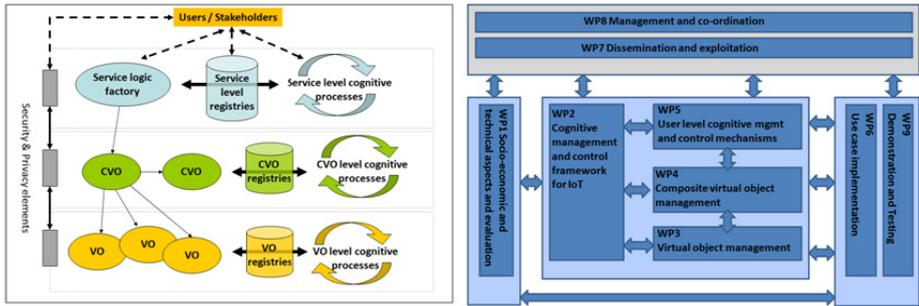 Users / Stakeholders
Security & Privacy elements
Service logic
factory
Service
level
registries
Service level cognitive
processes
CVO
CVO
CVO
registries
CVO level cognitive
processes
VO
VO
VO
VO
registries
VO level cognitive
processes
WP8 Management and co-ordination
WP7 Dissemination and exploitation
WP1 Socio-economic and
technical aspects and evaluation
WP2
Cognitive
management
and control
framework
for IoT
WP5
User level cognitive mgmt
and control mechanisms
WP4
Composite virtual object
management
WP3
Virtual object management
WP6
Use case implementation
WP9
Demonstration and Testing